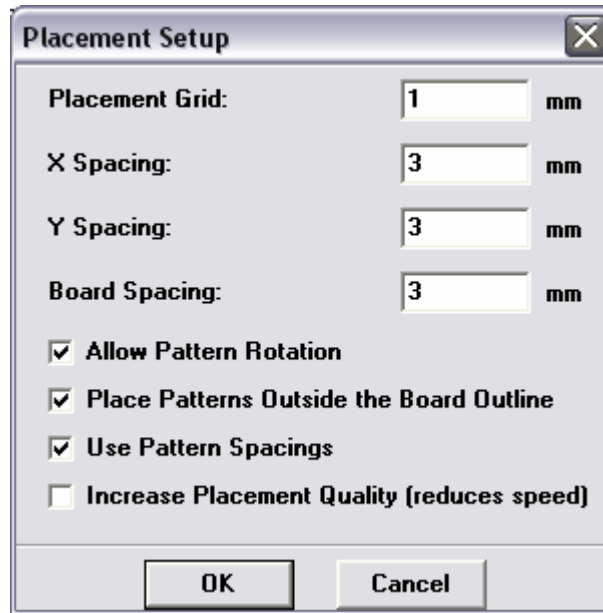 Placement Setup
Placement Grid: 1 mm
X Spacing: 3 mm
Y Spacing: 3 mm
Board Spacing: 3 mm
Allow Pattern Rotation
Place Patterns Outside the Board Outline
Use Pattern Spacings
Increase Placement Quality (reduces speed)
OK Cancel